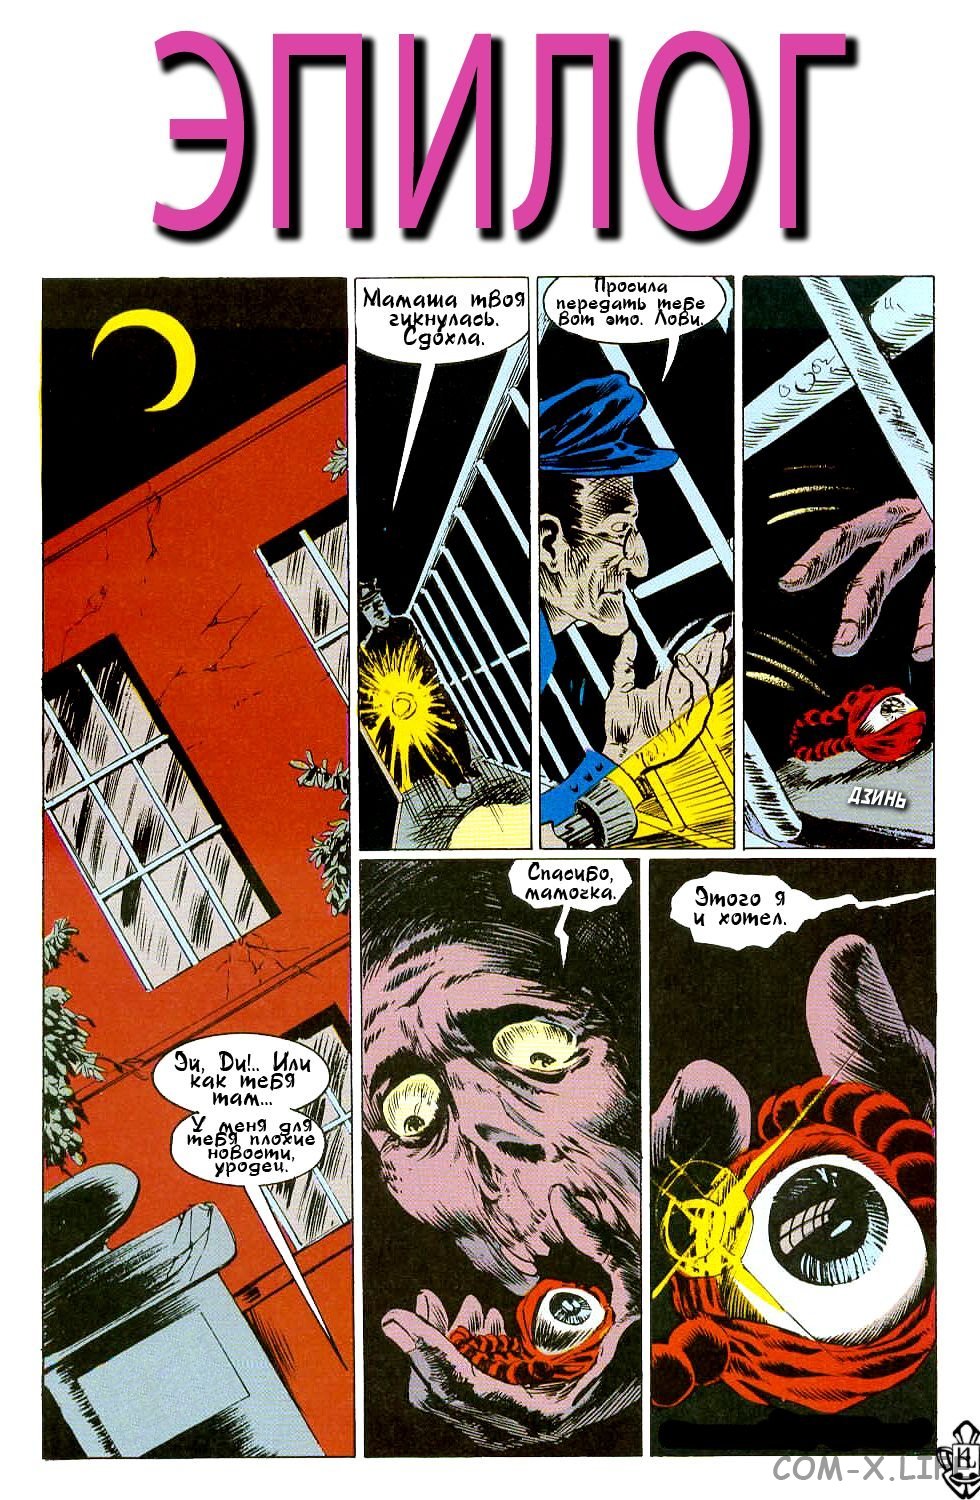 ЭПИЛОГ
Эй, Ди!.. Или
как тебя
там...
У меня для
тебя плохие
новости,
уродец.
Мамаша твоя
гикнулась.
Сдохла.
Просила
передать тебе
вот это. Лови.
ДЗИНЬ
Спасибо,
мамочка.
Этого я
и хотел.
COM-X.LIFE